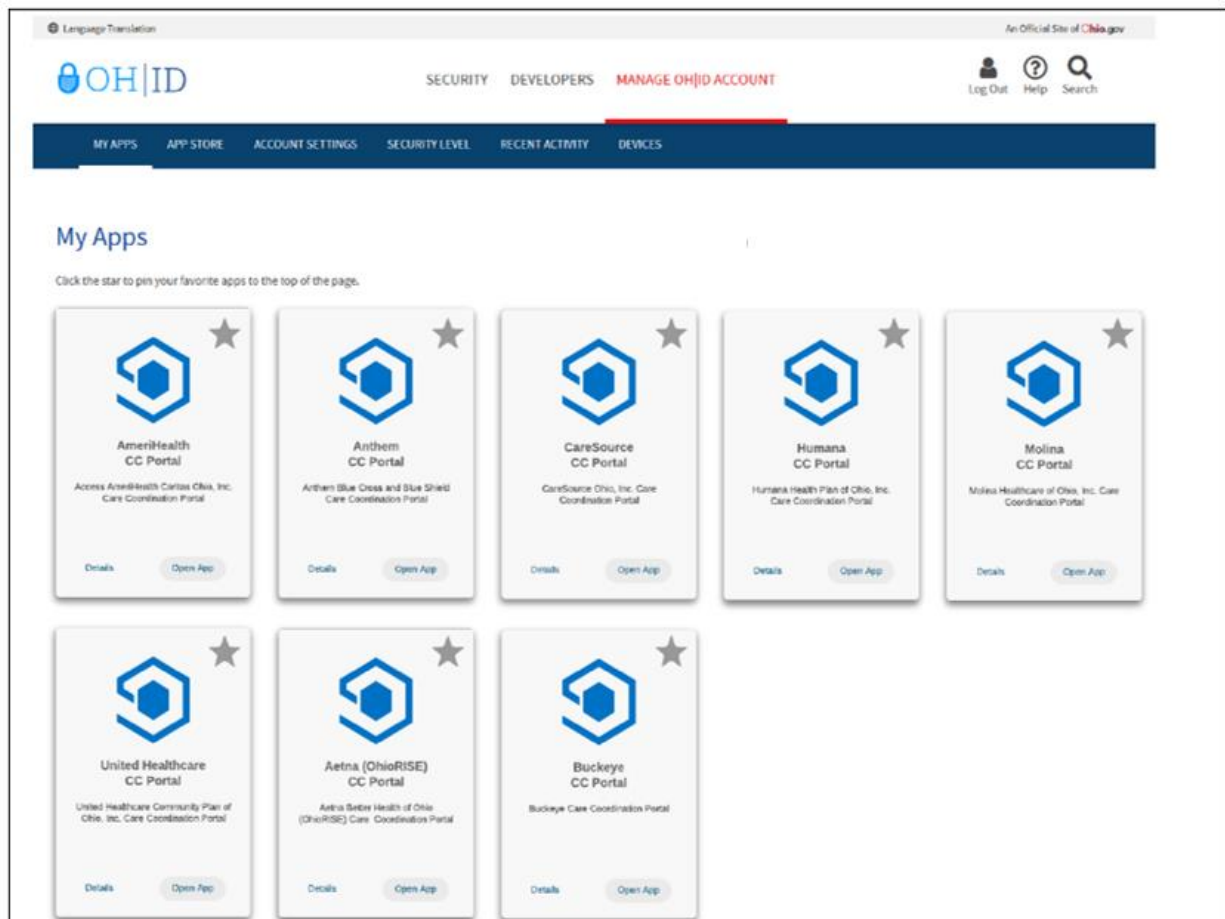 Language Translation
An Official Site of Ohio.gov
OH|ID
SECURITY DEVELOPERS MANAGE OH|ID ACCOUNT
Log Out Help Search
MY APPS APP STORE ACCOUNT SETTINGS SECURITY LEVEL RECENT ACTIVITY DEVICES
My Apps
Click the star to pin your favorite apps to the top of the page.
AmeriHealth
CC Portal
Access AmeriHealth Caritas Ohio, Inc.
Care Coordination Portal
Details Open App
Anthem
CC Portal
Anthem Blue Cross and Blue Shield
Care Coordination Portal
Details Open App
CareSource
CC Portal
CareSource Ohio, Inc. Care
Coordination Portal
Details Open App
Humana
CC Portal
Humana Health Plan of Ohio, Inc.
Care Coordination Portal
Details Open App
Molina
CC Portal
Molina Healthcare of Ohio, Inc. Care
Coordination Portal
Details Open App
United Healthcare
CC Portal
United Healthcare Community Plan of
Ohio, Inc. Care Coordination Portal
Details Open App
Aetna (OhioRISE)
CC Portal
Aetna Better Health of Ohio
(OhioRISE) Care Coordination Portal
Details Open App
Buckeye
CC Portal
Buckeye Care Coordination Portal
Details Open App